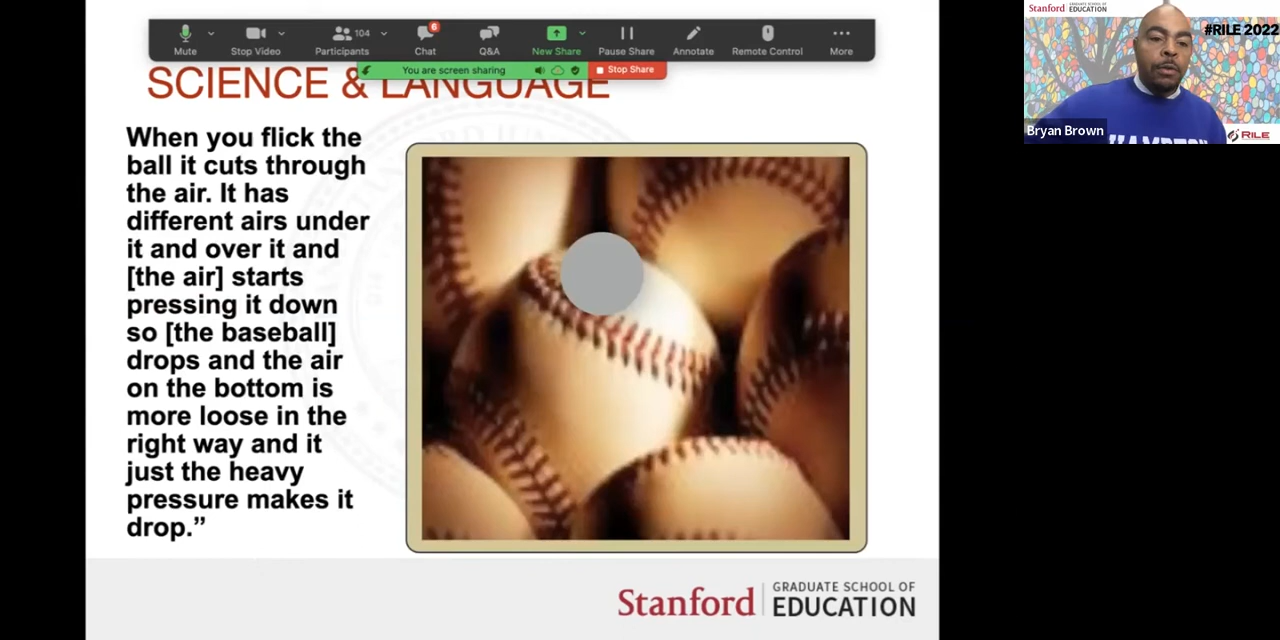 6
104
Mute
Stop Video
Participants
Chat
Q&A
New Share
Pause Share
Annotate
Remote Control
More
You are screen sharing
Stop Share
SCIENCE & LANGUAGE
When you flick the
ball it cuts through
the air. It has
different airs under
it and over it and
[the air] starts
pressing it down
so [the baseball]
drops and the air
on the bottom is
more loose in the
right way and it
just the heavy
pressure makes it
drop.”
Stanford
GRADUATE SCHOOL OF
EDUCATION
Stanford
GRADUATE SCHOOL OF
EDUCATION
#RILE 2022
HAMPTON
Bryan Brown
RILE